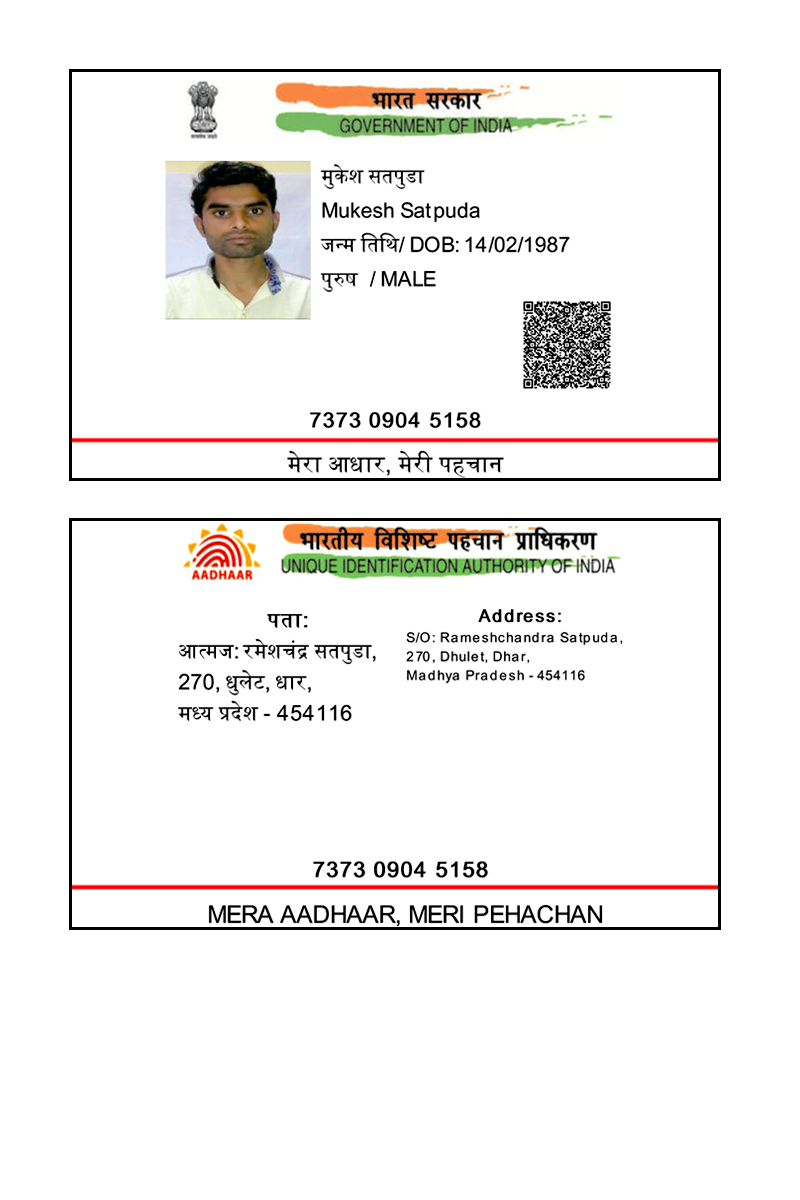 भारत सरकार
GOVERNMENT OF INDIA
मुकेश सतपुडा
Mukesh Satpuda
जन्म तिथि/ DOB: 14/02/1987
पुरुष / MALE
7373 0904 5158
मेरा आधार, मेरी पहचान
भारतीय विशिष्ट पहचान प्राधिकरण
UNIQUE IDENTIFICATION AUTHORITY OF INDIA
AADHAAR
पता:
आत्मज: रमेशचंद्र सतपुडा,
270, धुलेट, धार,
मध्य प्रदेश - 454116
Address:
S/O: Rameshchandra Satpuda,
270, Dhulet, Dhar,
Madhya Pradesh - 454116
7373 0904 5158
MERA AADHAAR, MERI PEHACHAN